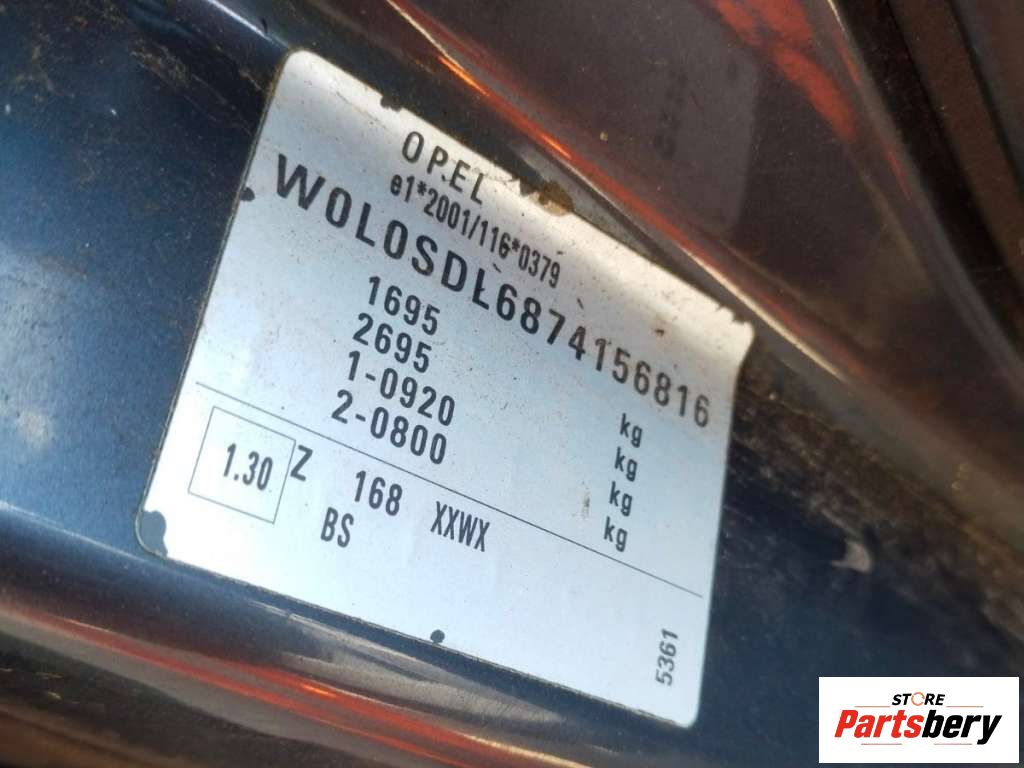 OPEL
e1*2001/116*0379
W0L0SDL6874156816
1695 kg
2695 kg
1-0920 kg
2-0800 kg
1.30 Z 168 XXWX
BS
5361
STORE
Partsbery